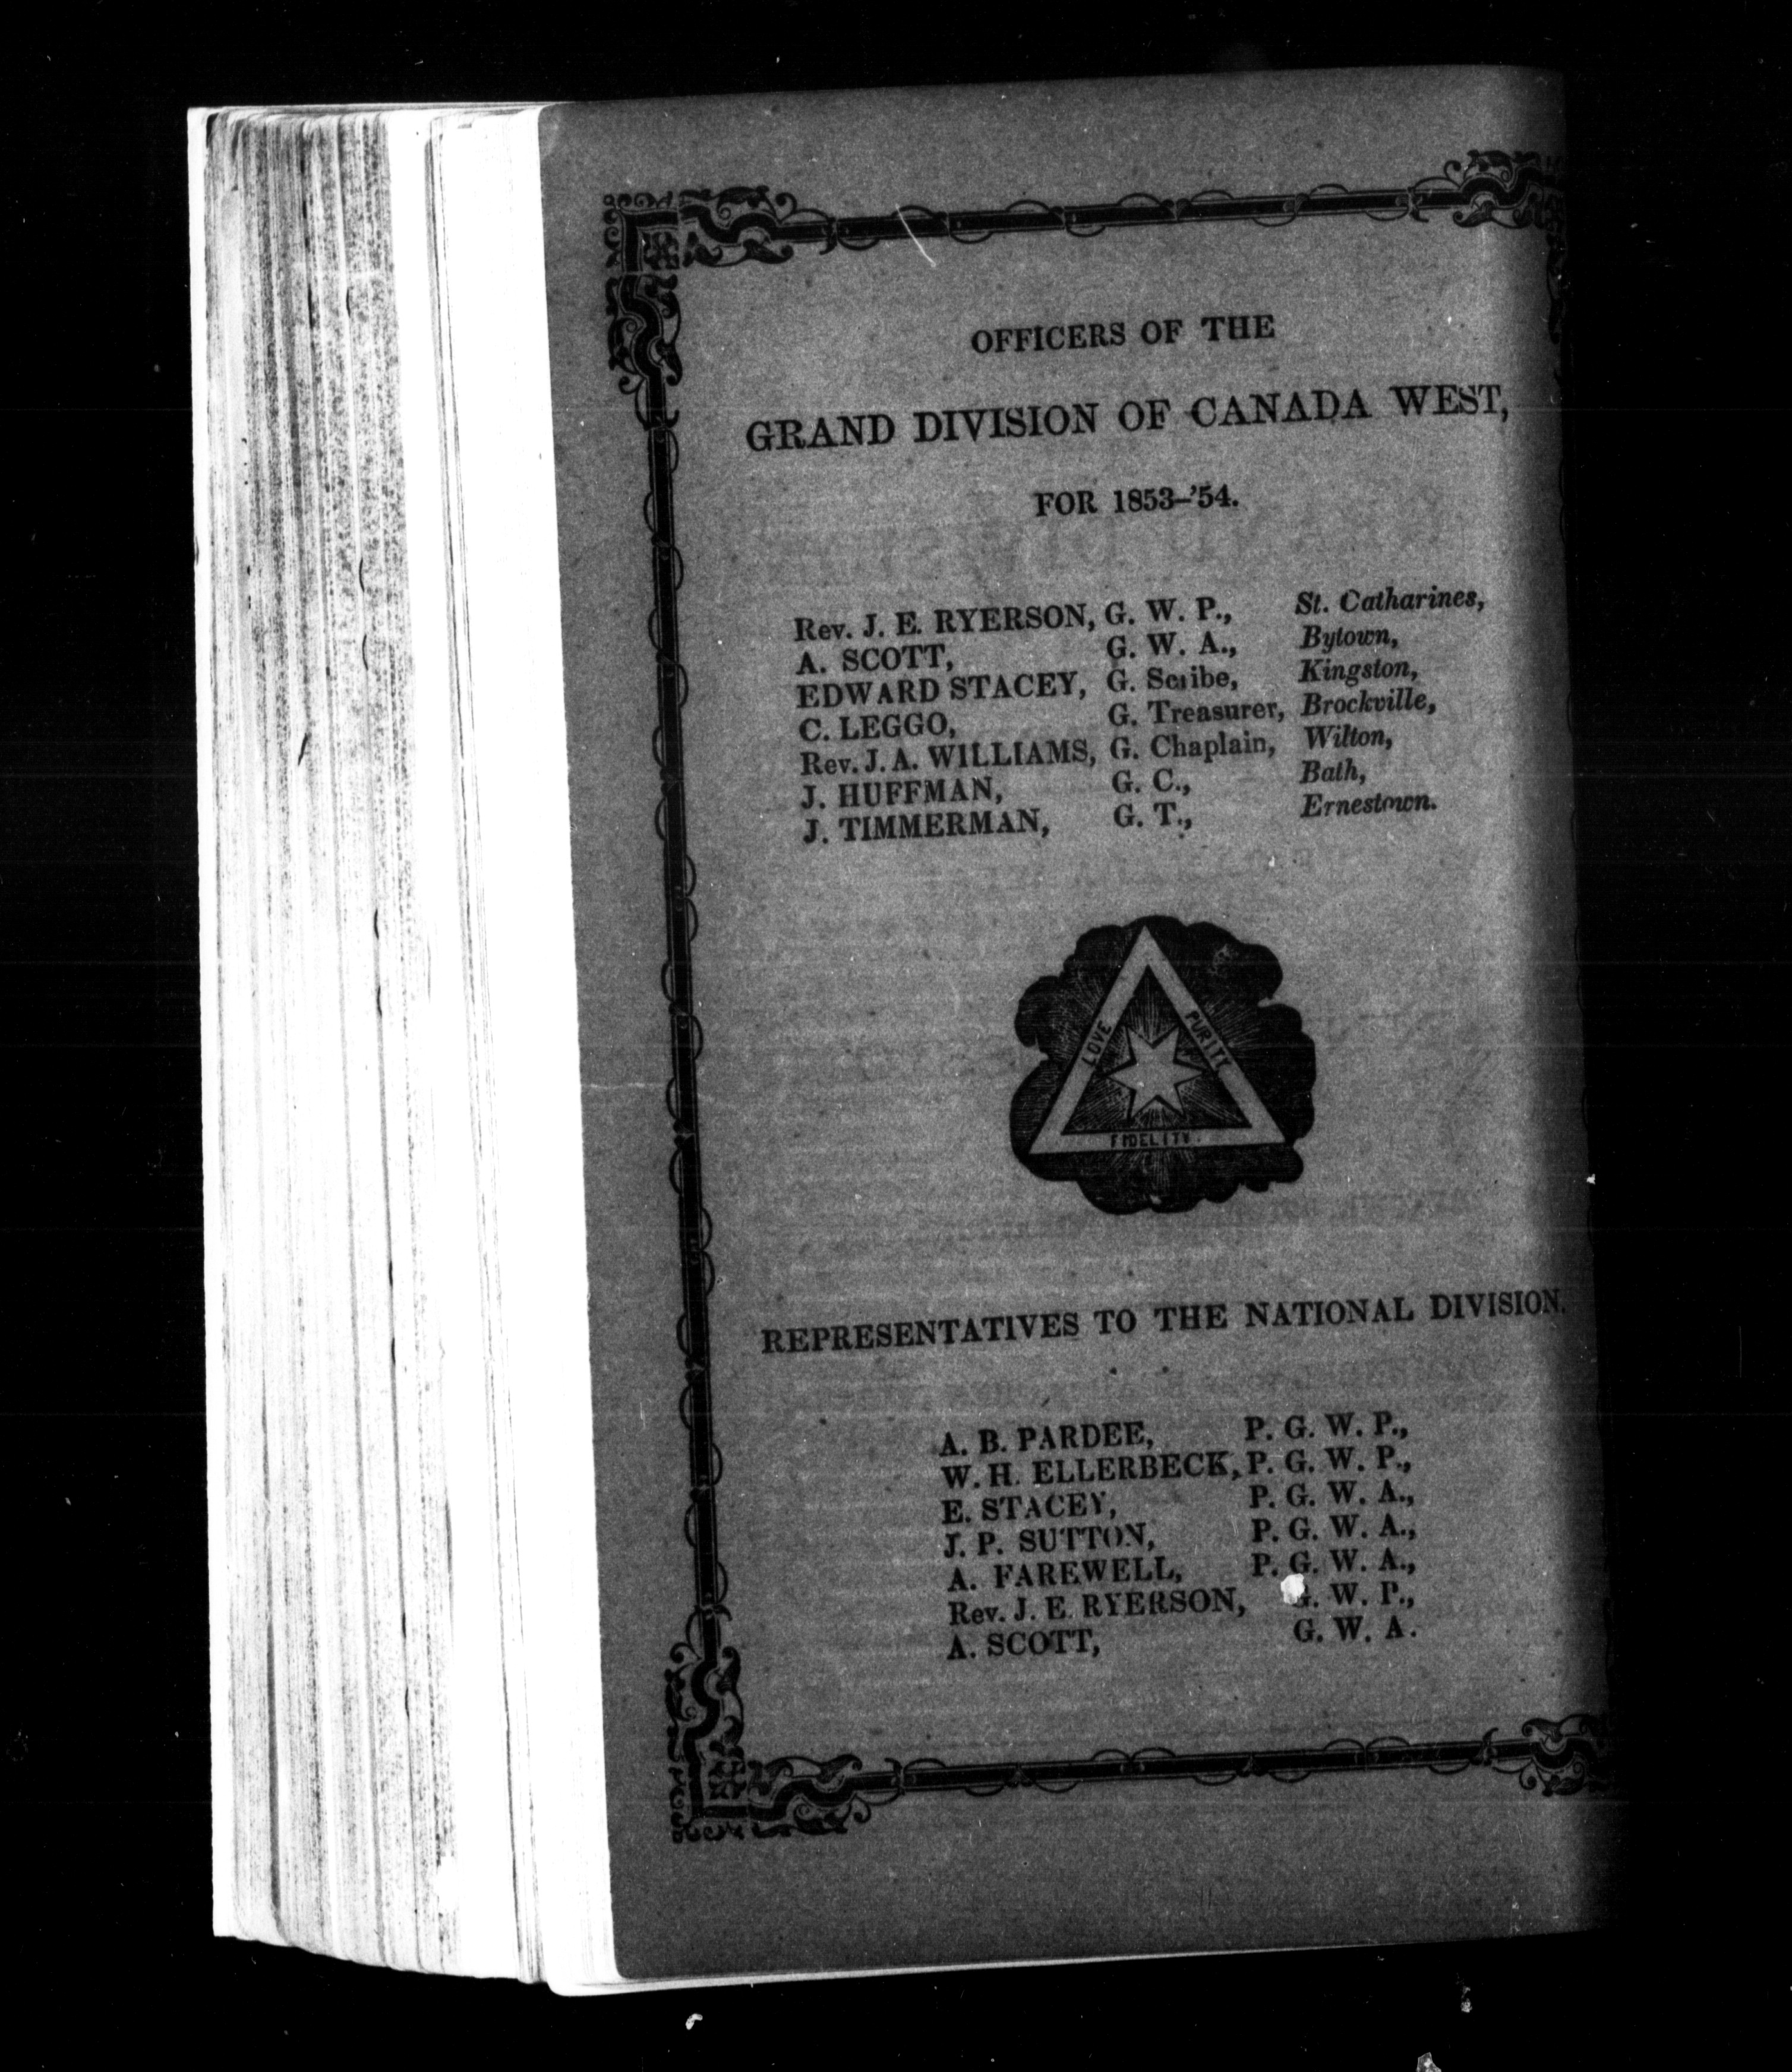 OFFICERS OF THE
GRAND DIVISION OF CANADA WEST,
FOR 1853–'54.
Rev. J. E. RYERSON, G. W. P., St. Catharines,
A. SCOTT, G. W. A., Bytown,
EDWARD STACEY, G. Scribe, Kingston,
C. LEGGO, G. Treasurer, Brockville,
Rev. J. A. WILLIAMS, G. Chaplain, Wilton,
J. HUFFMAN, G. C., Bath,
J. TIMMERMAN, G. T., Ernestown.
LOVE PURITY
FIDELITY.
REPRESENTATIVES TO THE NATIONAL DIVISION.
A. B. PARDEE, P. G. W. P.,
W. H. ELLERBECK, P. G. W. P.,
E. STACEY, P. G. W. A.,
J. P. SUTTON, P. G. W. A.,
A. FAREWELL, P. G. W. A.,
Rev. J. E. RYERSON, G. W. P.,
A. SCOTT, G. W. A.